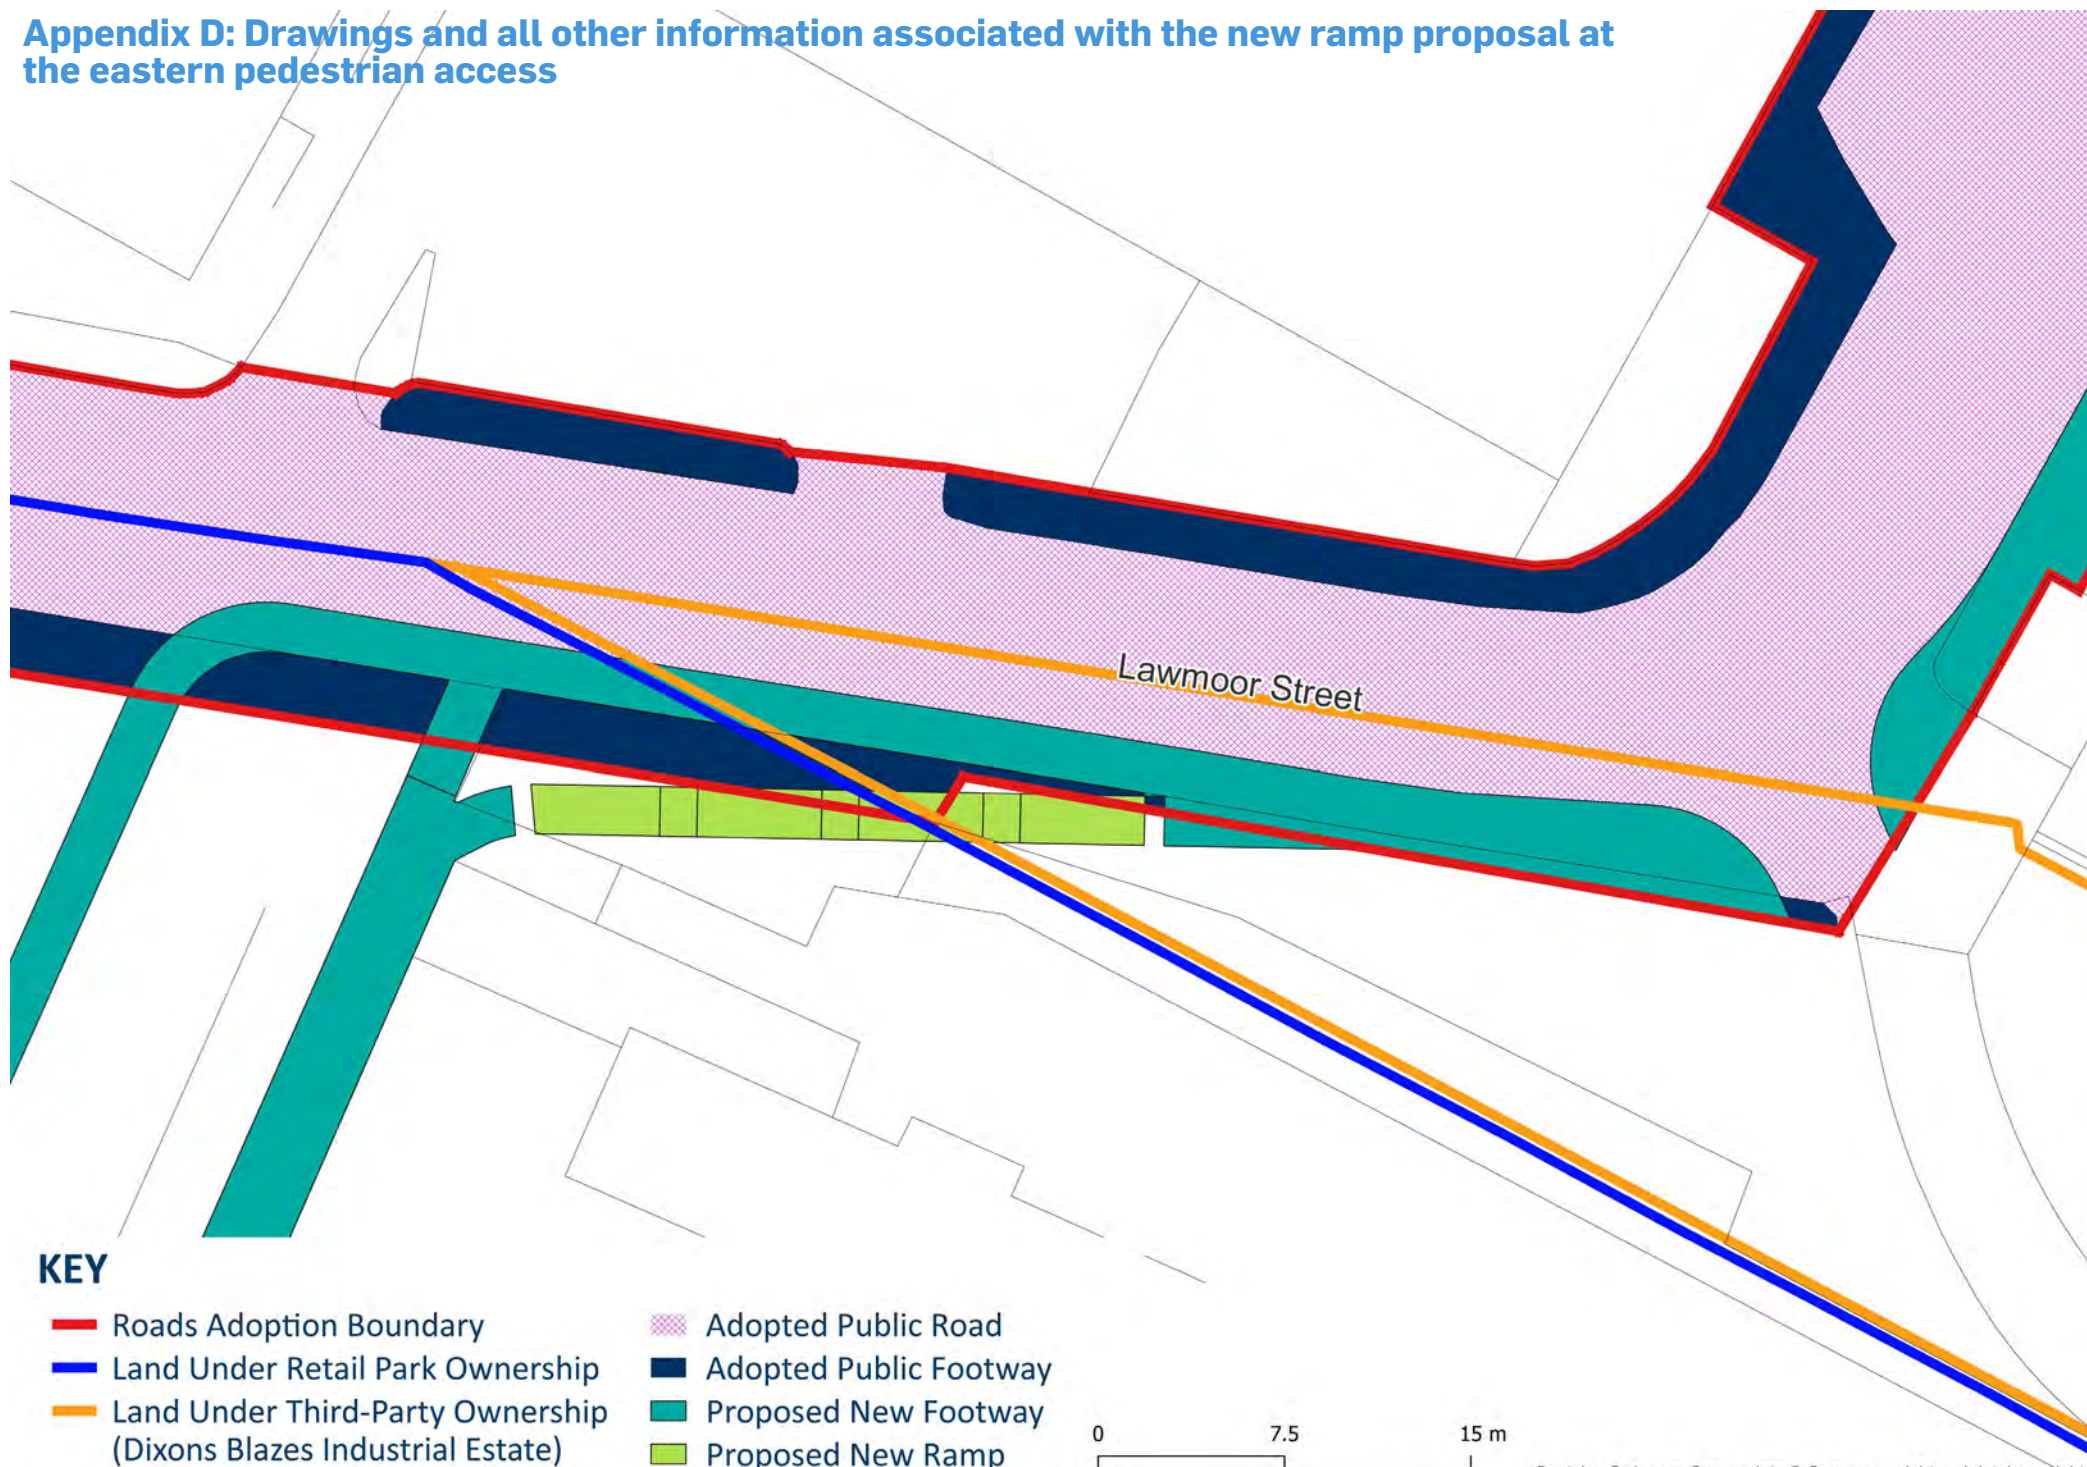 Appendix D: Drawings and all other information associated with the new ramp proposal at
the eastern pedestrian access
Lawmoor Street
KEY
Roads Adoption Boundary
Land Under Retail Park Ownership
Land Under Third-Party Ownership
(Dixons Blazes Industrial Estate)
Adopted Public Road
Adopted Public Footway
Proposed New Footway
Proposed New Ramp
0 7.5 15 m